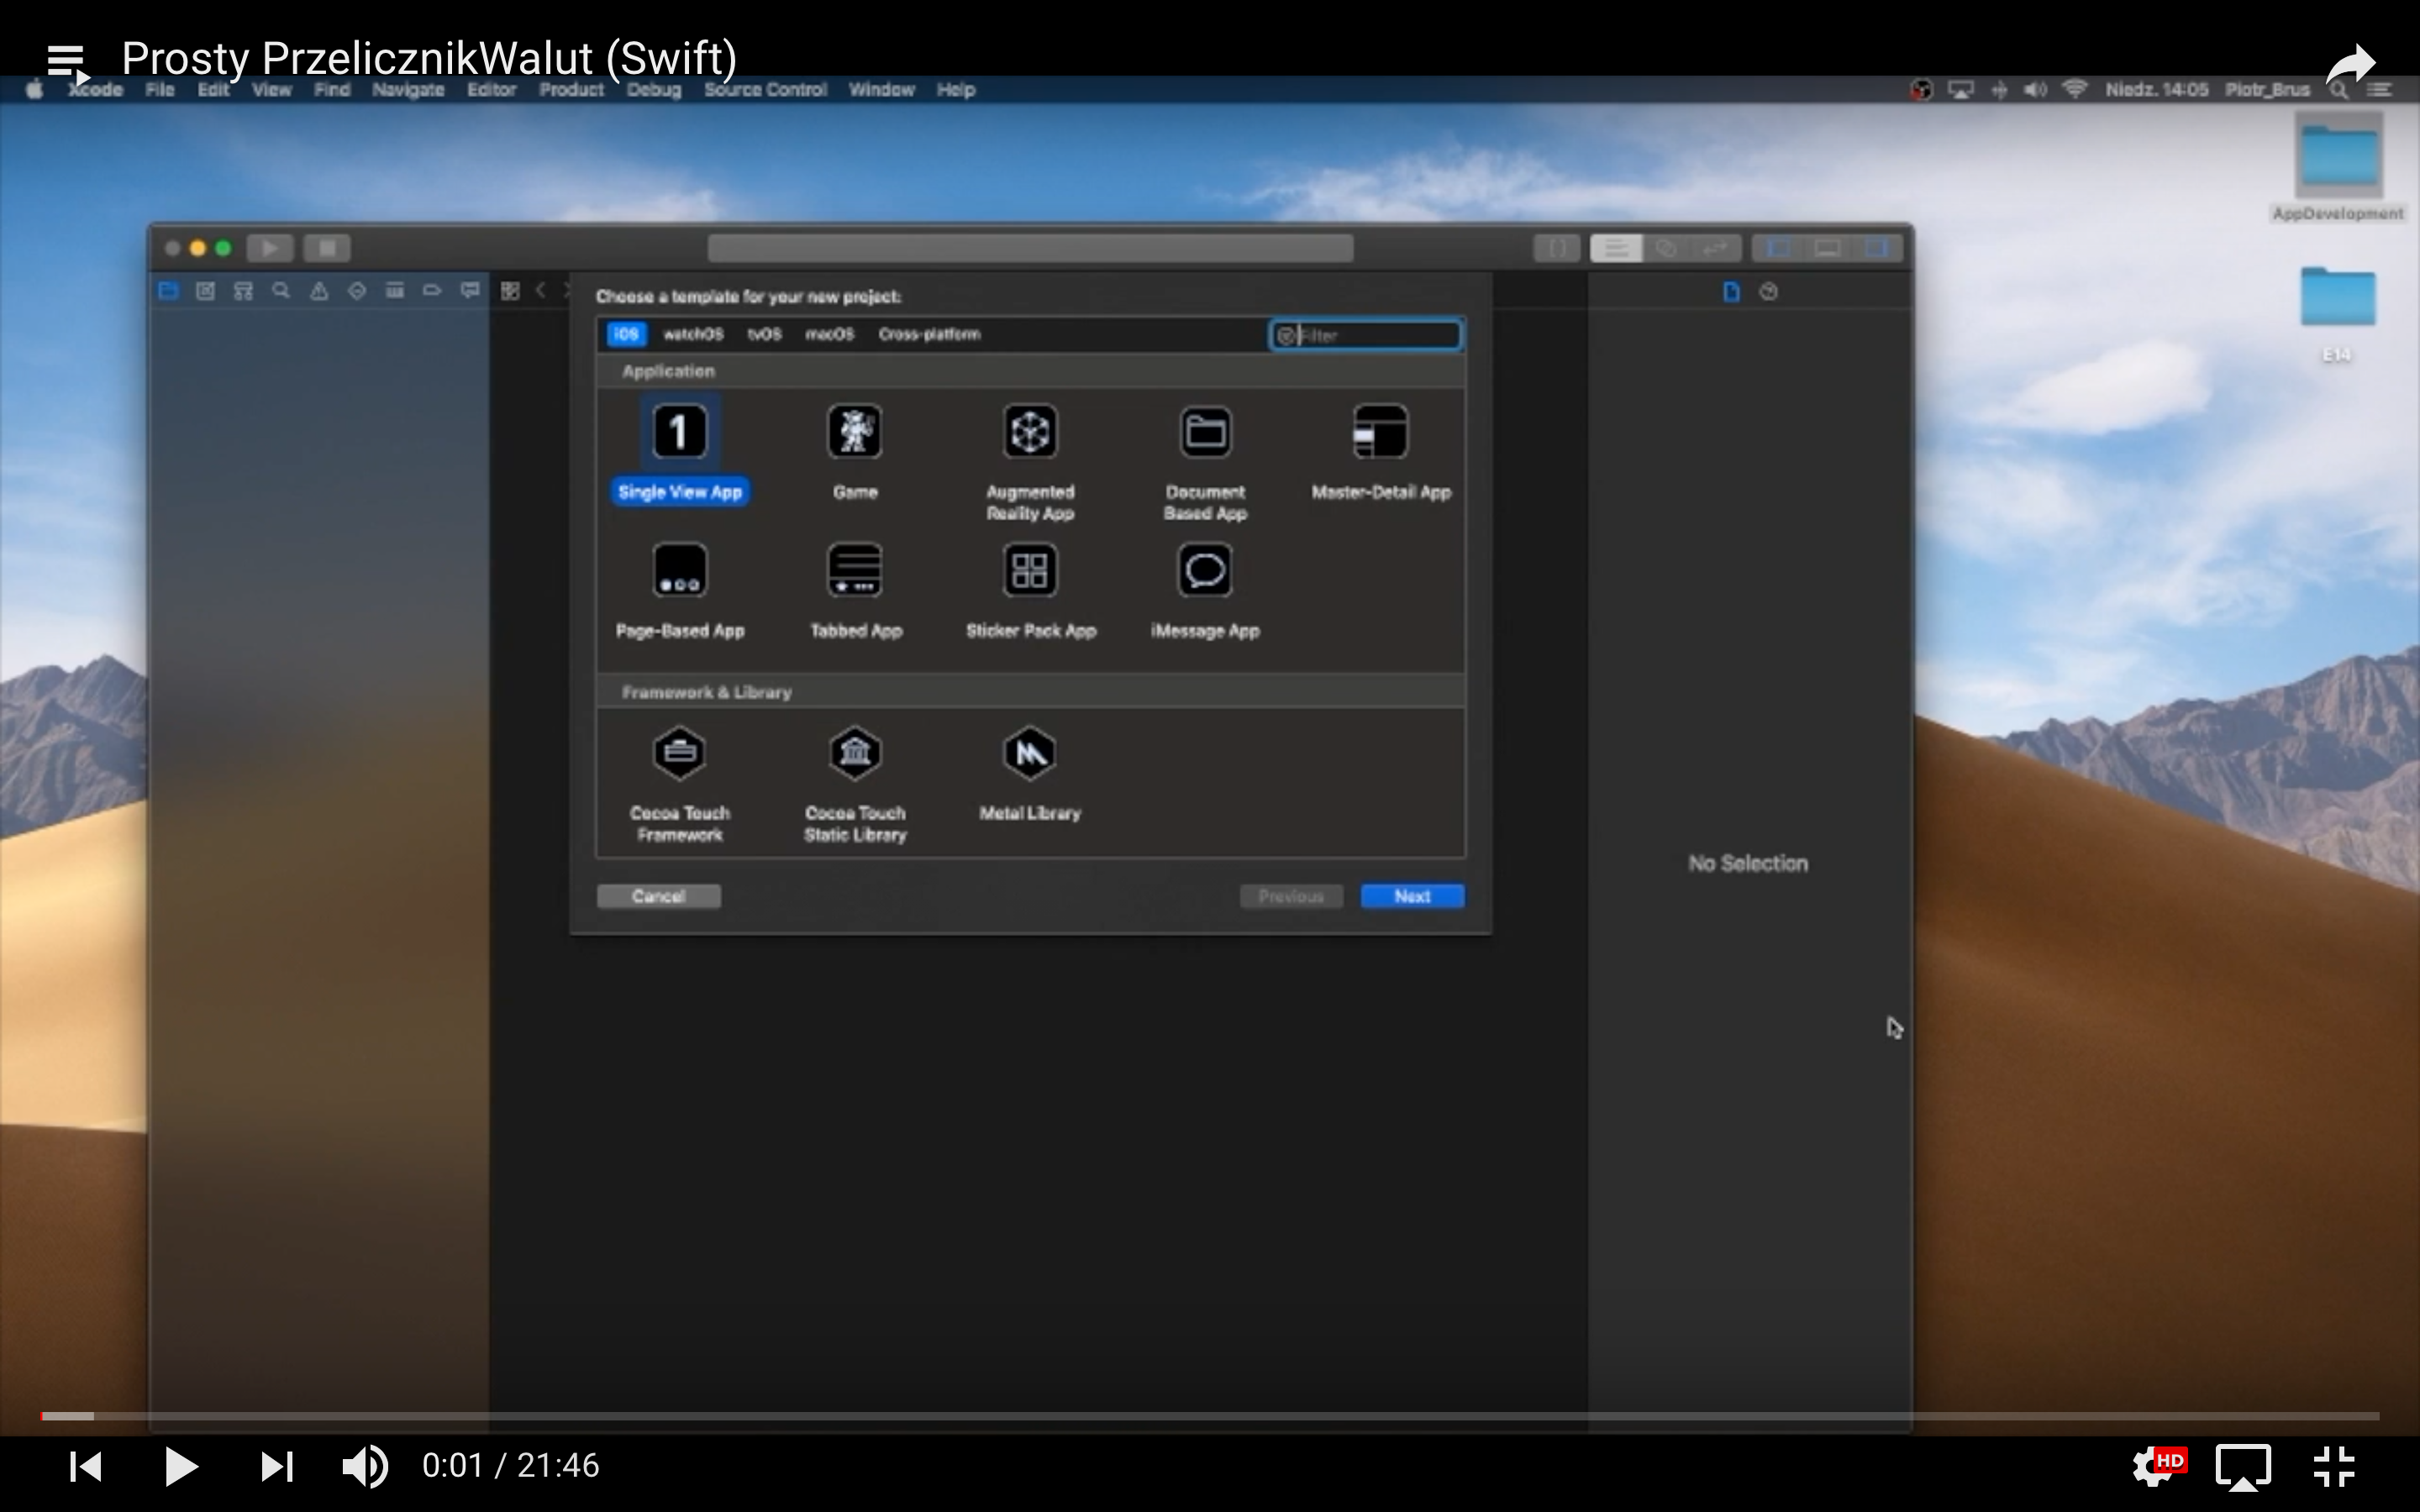 Prosty PrzelicznikWalut (Swift)
Xcode File Edit View Find Navigate Editor Product Debug Source Control Window Help Niedz. 14:05 Piotr_Brus
AppDevelopment
E14
Choose a template for your new project:
iOS watchOS tvOS macOS Cross-platform Filter
Application
1
Single View App Game Augmented Document Master-Detail App
Reality App Based App
Page-Based App Tabbed App Sticker Pack App iMessage App
Framework & Library
Cocoa Touch Cocoa Touch Metal Library
Framework Static Library
No Selection
Cancel Previous Next
0:01 / 21:46 HD